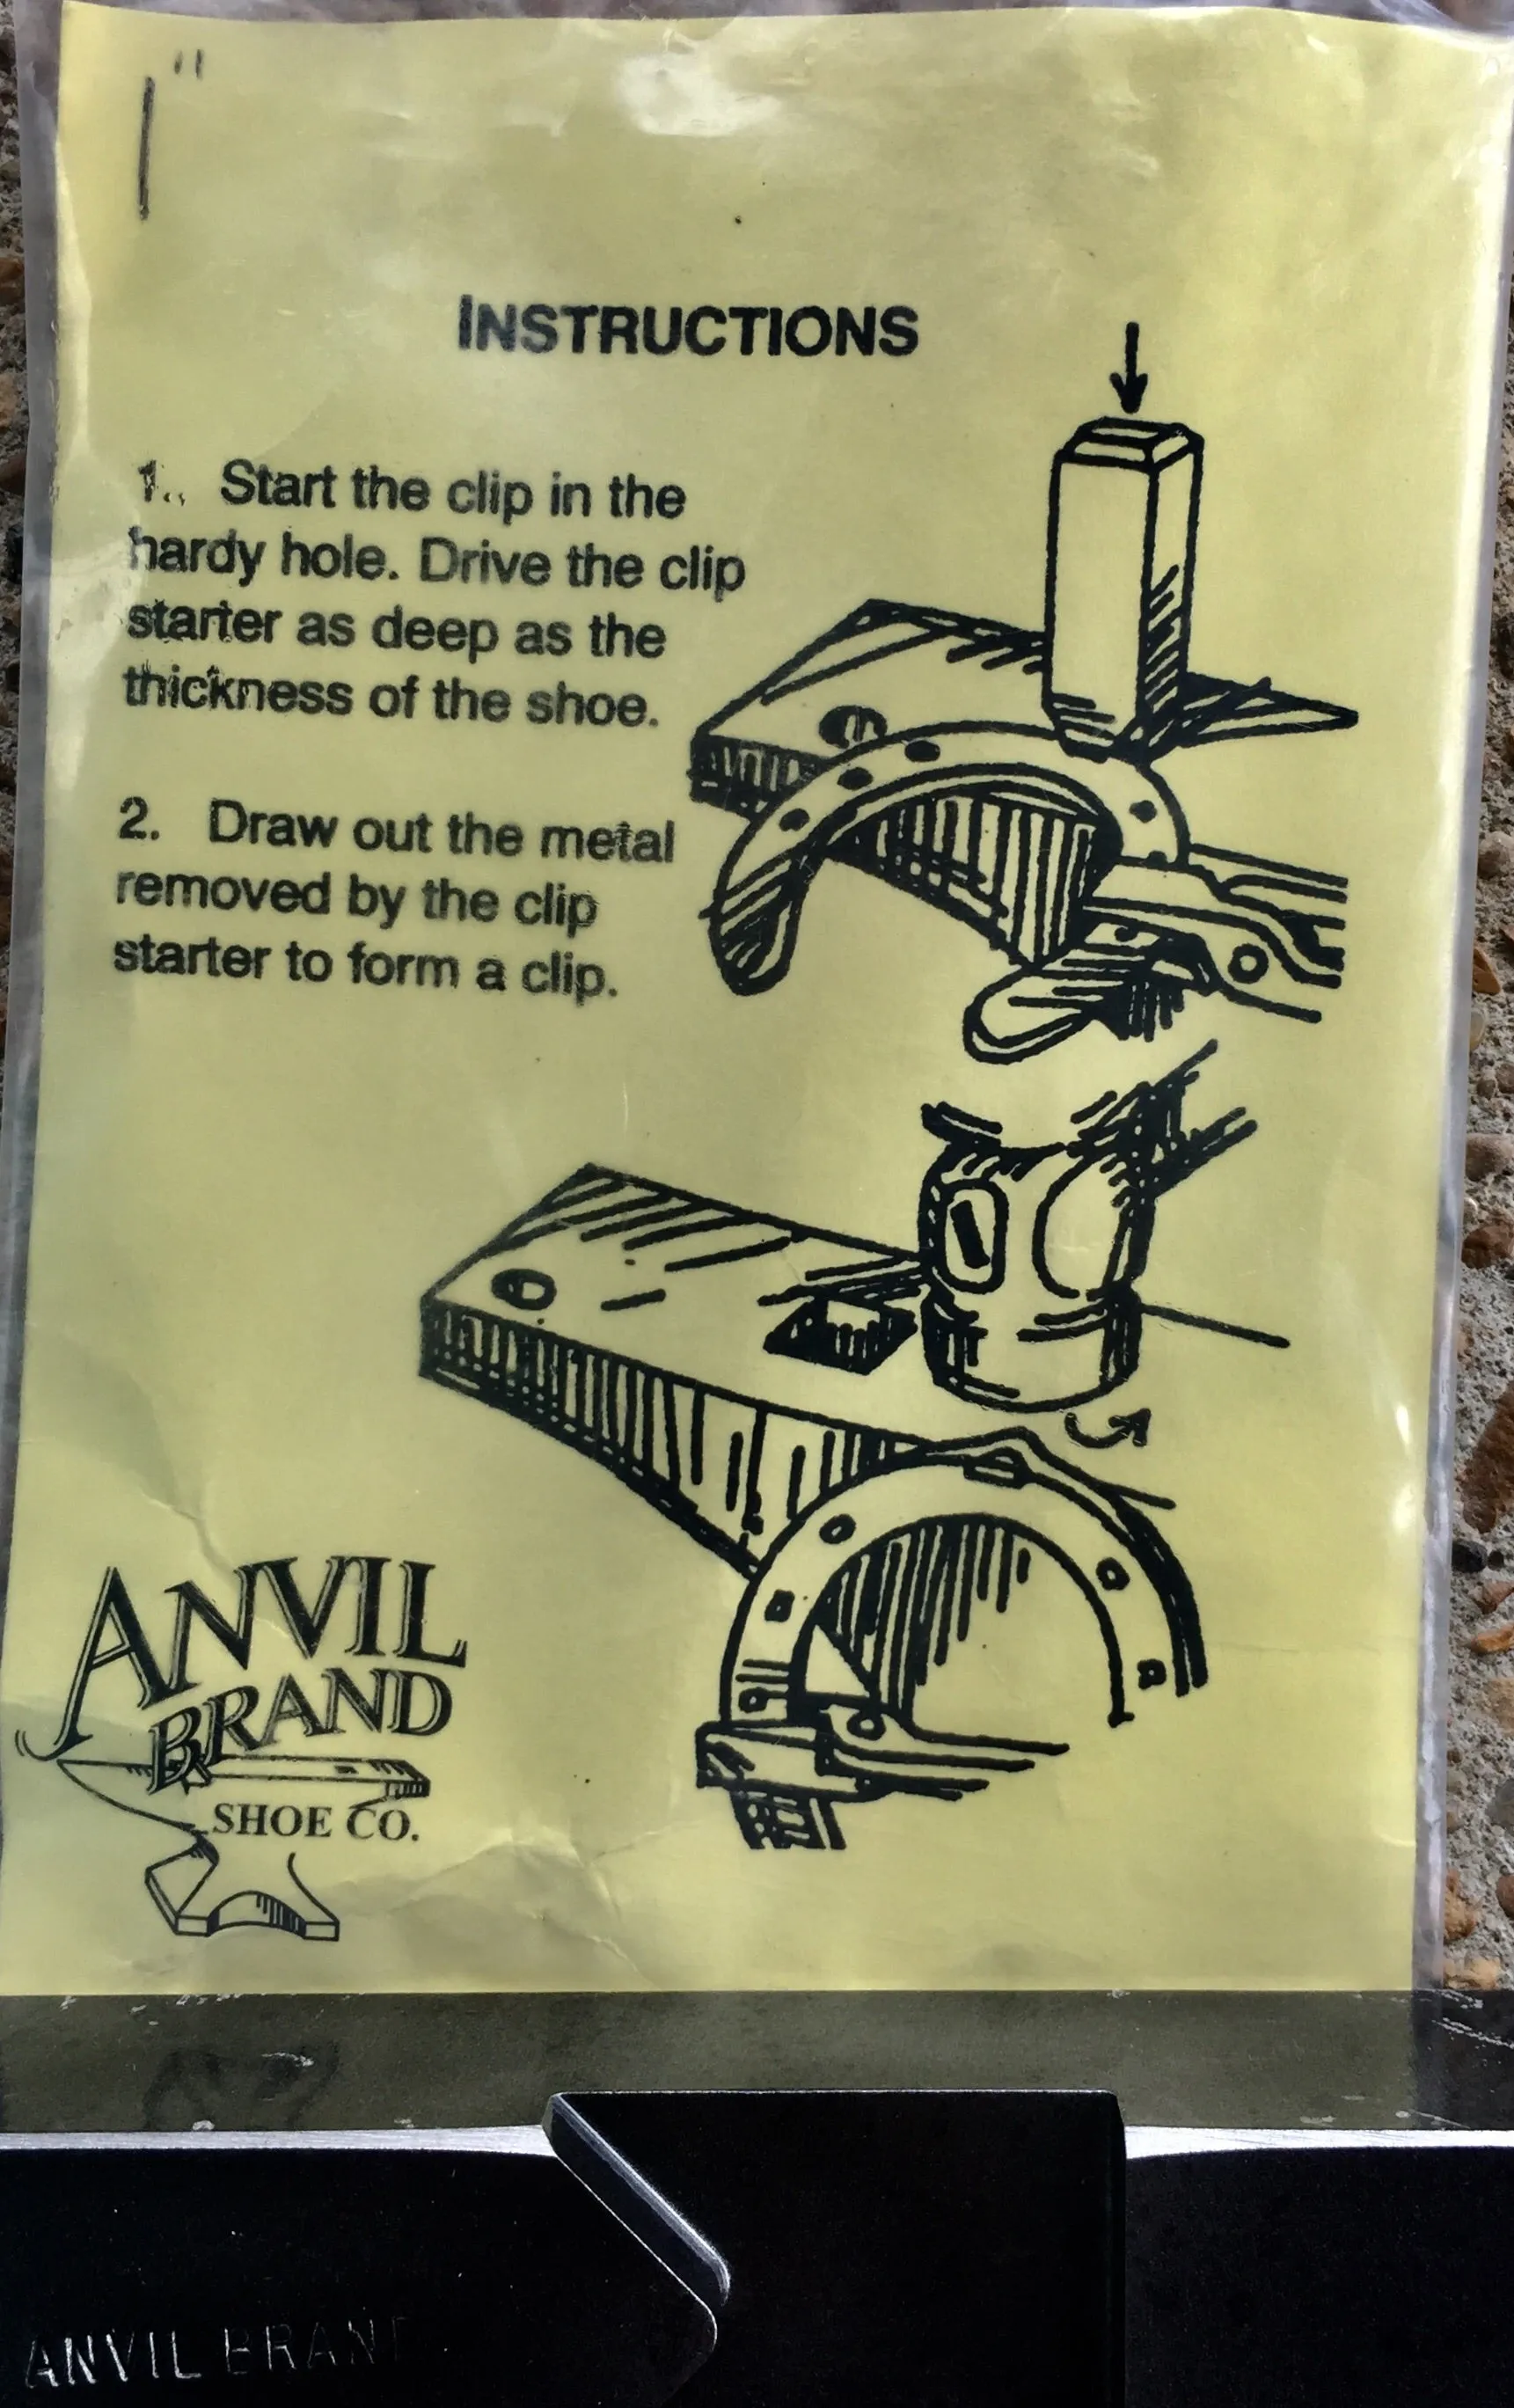 1"
INSTRUCTIONS
1. Start the clip in the
hardy hole. Drive the clip
starter as deep as the
thickness of the shoe.
2. Draw out the metal
removed by the clip
starter to form a clip.
ANVIL
BRAND
SHOE CO.
ANVIL BRAND